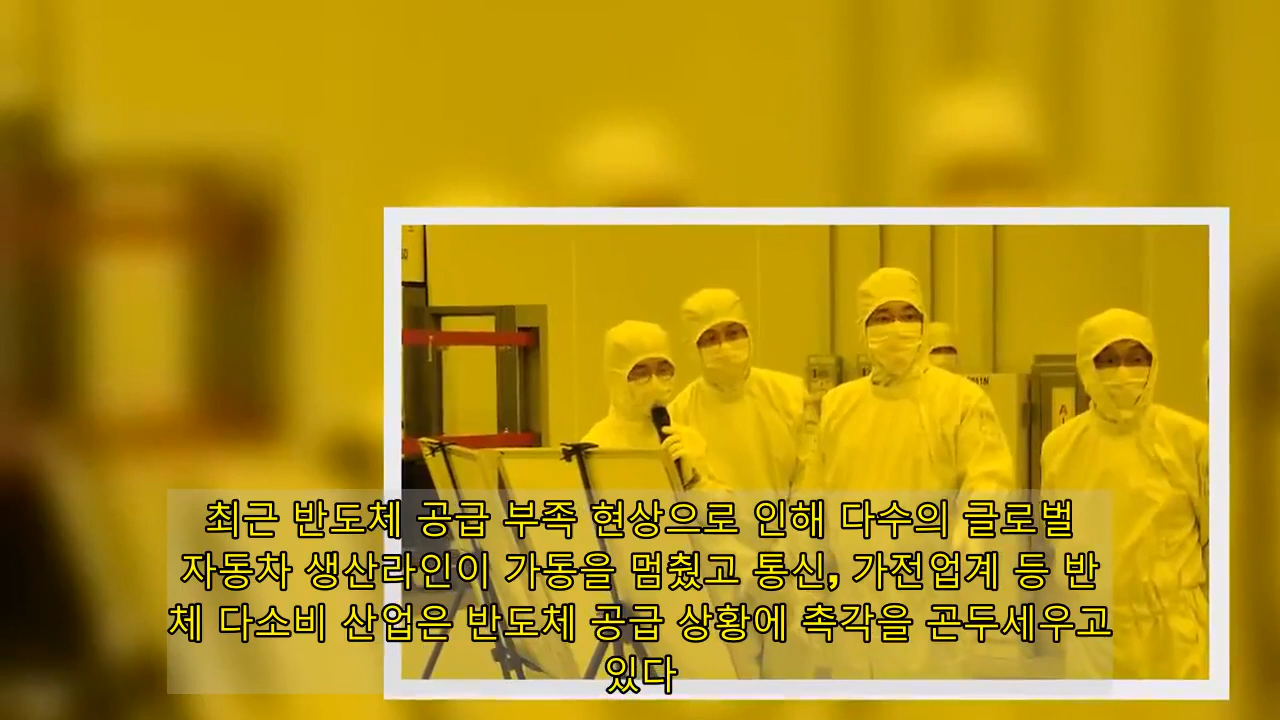 최근 반도체 공급 부족 현상으로 인해 다수의 글로벌
자동차 생산라인이 가동을 멈췄고 통신, 가전업계 등 반
체 다소비 산업은 반도체 공급 상황에 촉각을 곤두세우고
있다